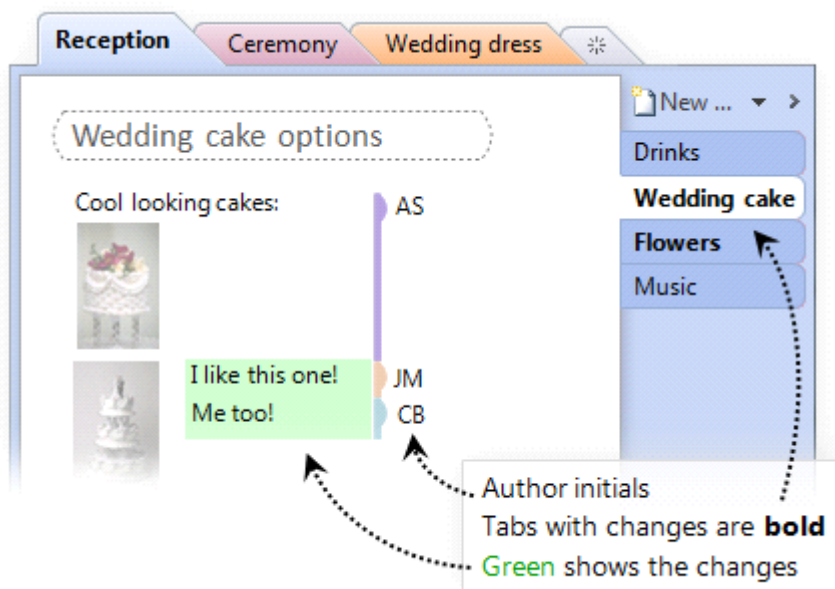 Reception
Ceremony
Wedding dress
New ...
Wedding cake options
Drinks
Wedding cake
Flowers
Music
Cool looking cakes:
AS
I like this one!
JM
Me too!
CB
Author initials
Tabs with changes are bold
Green shows the changes